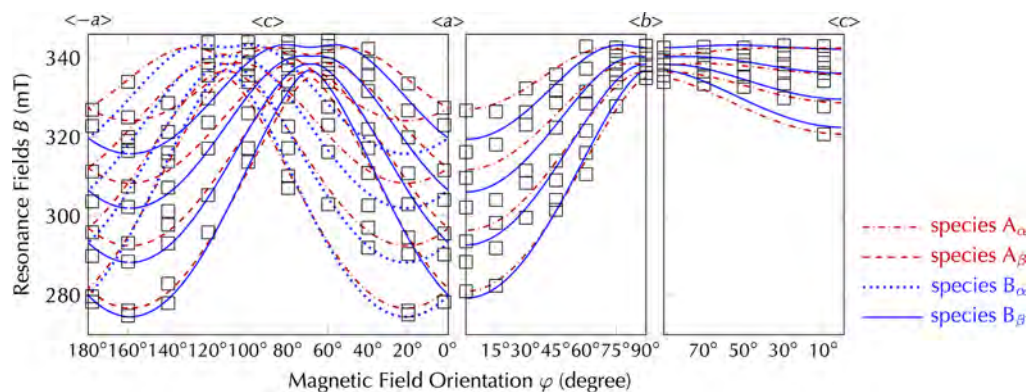 <−a> <c> <a> <b> <c>
340
320
300
280
Resonance Fields B (mT)
180° 160° 140° 120° 100° 80° 60° 40° 20° 0° 15° 30° 45° 60° 75° 90° 70° 50° 30° 10°
Magnetic Field Orientation φ (degree)
species Aα
species Aβ
species Bα
species Bβ